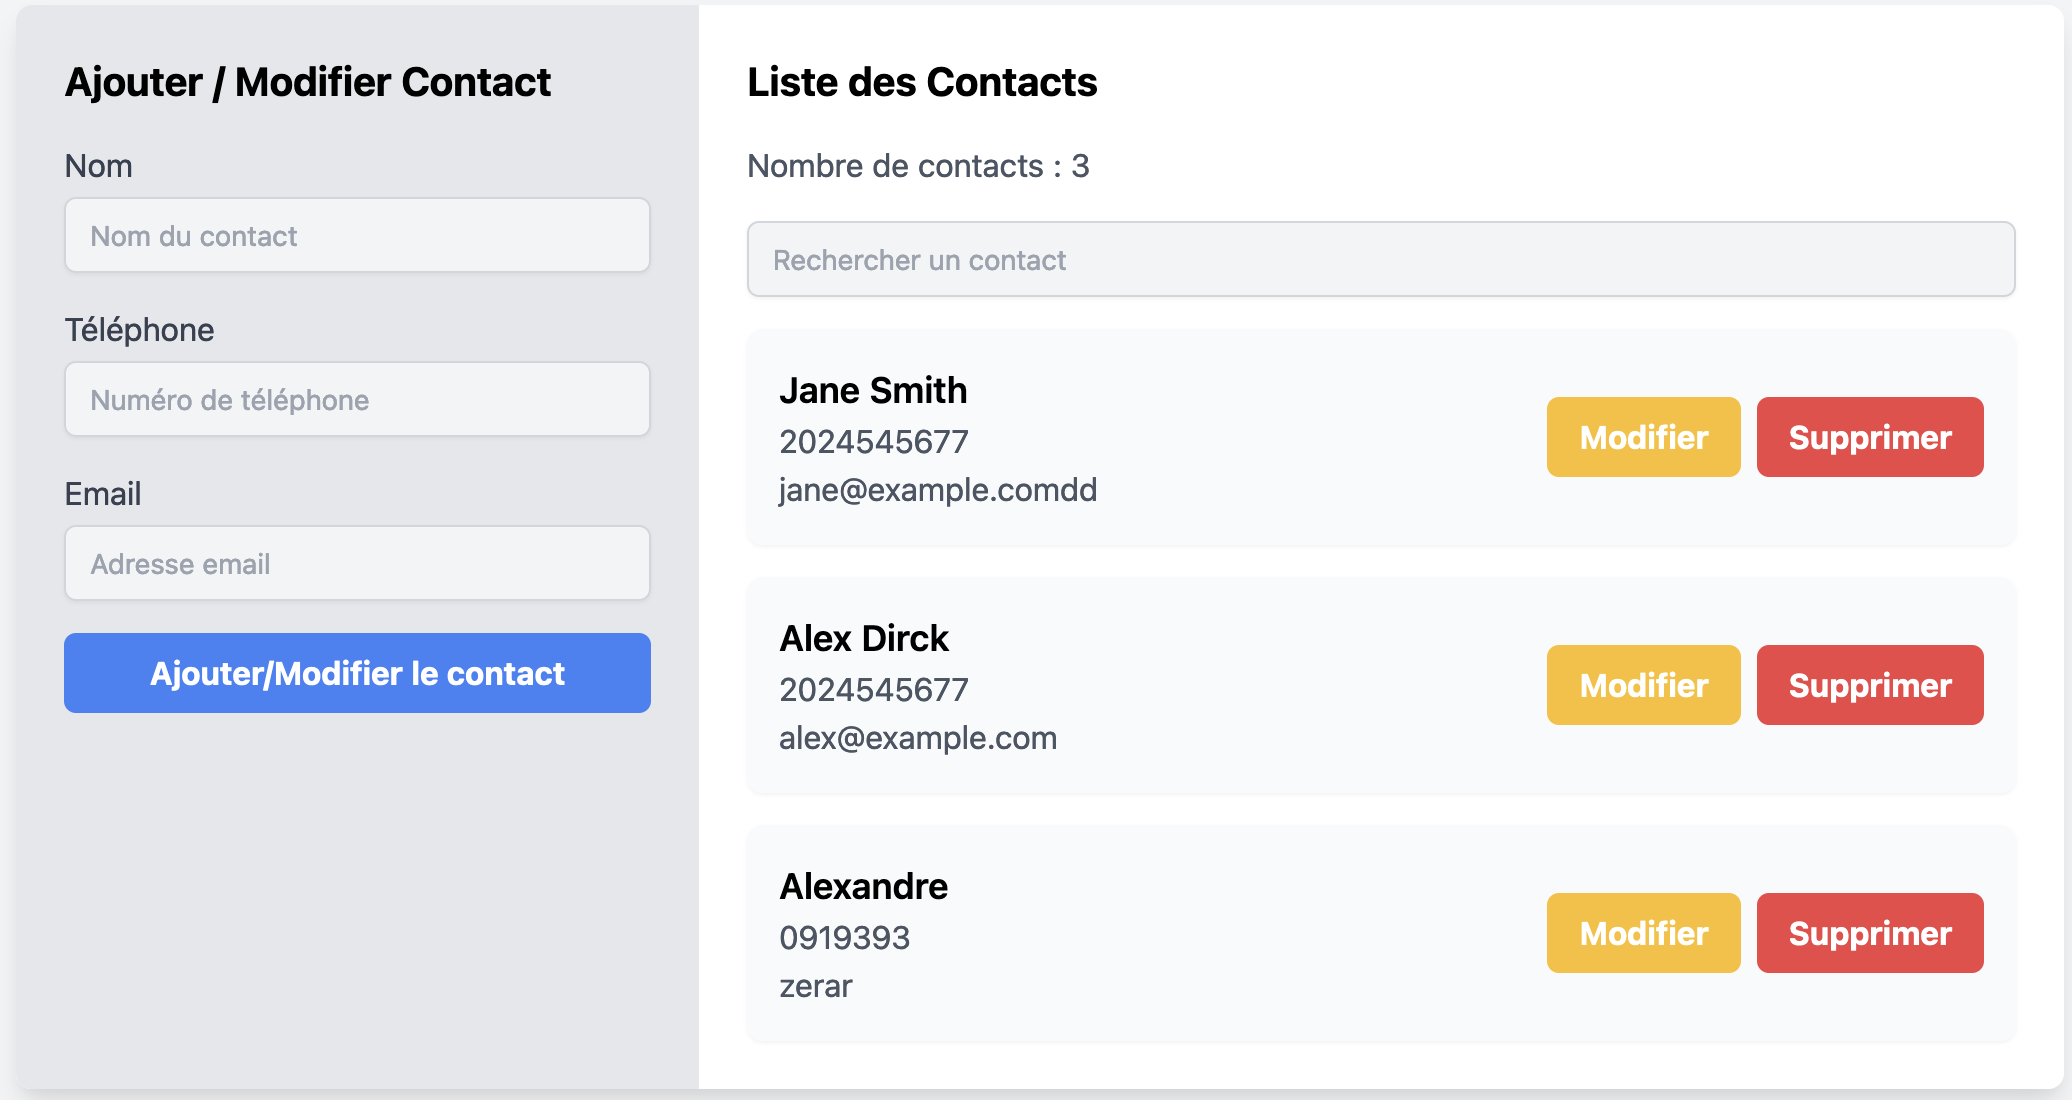 Ajouter / Modifier Contact
Nom
Nom du contact
Téléphone
Numéro de téléphone
Email
Adresse email
Ajouter/Modifier le contact
Liste des Contacts
Nombre de contacts : 3
Rechercher un contact
Jane Smith
2024545677
jane@example.comdd
Modifier
Supprimer
Alex Dirck
2024545677
alex@example.com
Modifier
Supprimer
Alexandre
0919393
zerar
Modifier
Supprimer